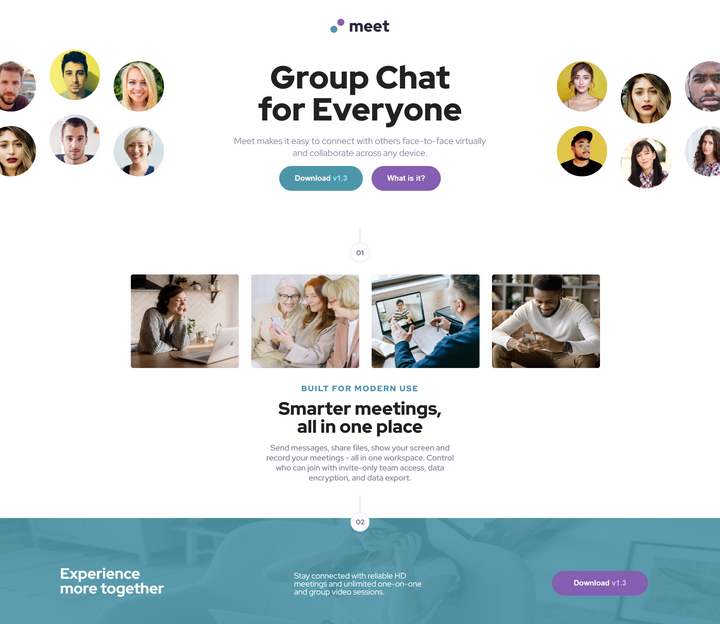 meet
Group Chat
for Everyone
Meet makes it easy to connect with others face-to-face virtually
and collaborate across any device.
Download v1.3
What is it?
01
BUILT FOR MODERN USE
Smarter meetings,
all in one place
Send messages, share files, show your screen and
record your meetings - all in one workspace. Control
who can join with invite-only team access, data
encryption, and data export.
02
Experience
more together
Stay connected with reliable HD
meetings and unlimited one-on-one
and group video sessions.
Download v1.3